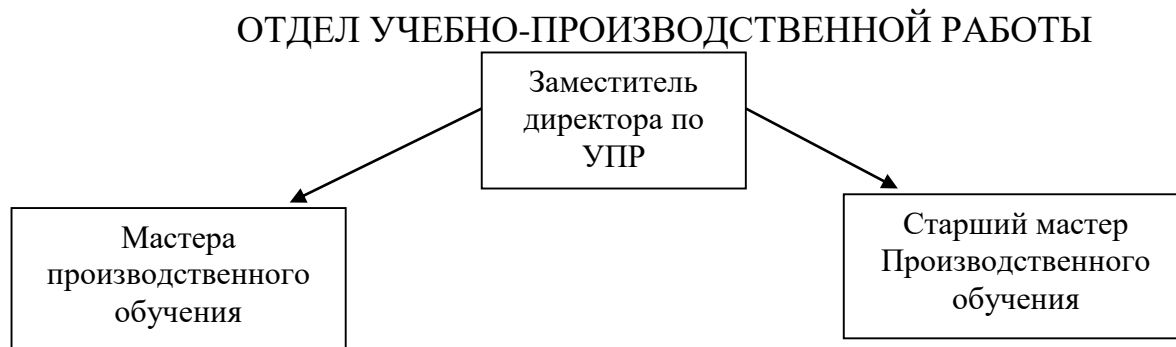 ОТДЕЛ УЧЕБНО-ПРОИЗВОДСТВЕННОЙ РАБОТЫ
Заместитель
директора по
УПР
Мастера
производственного
обучения
Старший мастер
Производственного
обучения